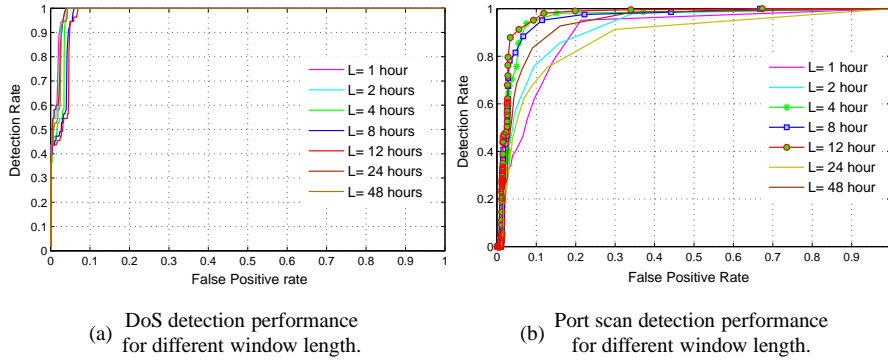 1
0.9
0.8
0.7
0.6
0.5
0.4
0.3
0.2
0.1
0
Detection Rate
L= 1 hour
L= 2 hours
L= 4 hours
L= 8 hours
L= 12 hours
L= 24 hours
L= 48 hours
0 0.1 0.2 0.3 0.4 0.5 0.6 0.7 0.8 0.9 1
False Positive rate
(a) DoS detection performance
for different window length.
1
0.8
0.6
0.4
0.2
0
Detection Rate
L= 1 hour
L= 2 hour
L= 4 hour
L= 8 hour
L= 12 hour
L= 24 hour
L= 48 hour
0 0.1 0.2 0.3 0.4 0.5 0.6 0.7 0.8 0.9
False Positive Rate
(b) Port scan detection performance
for different window length.